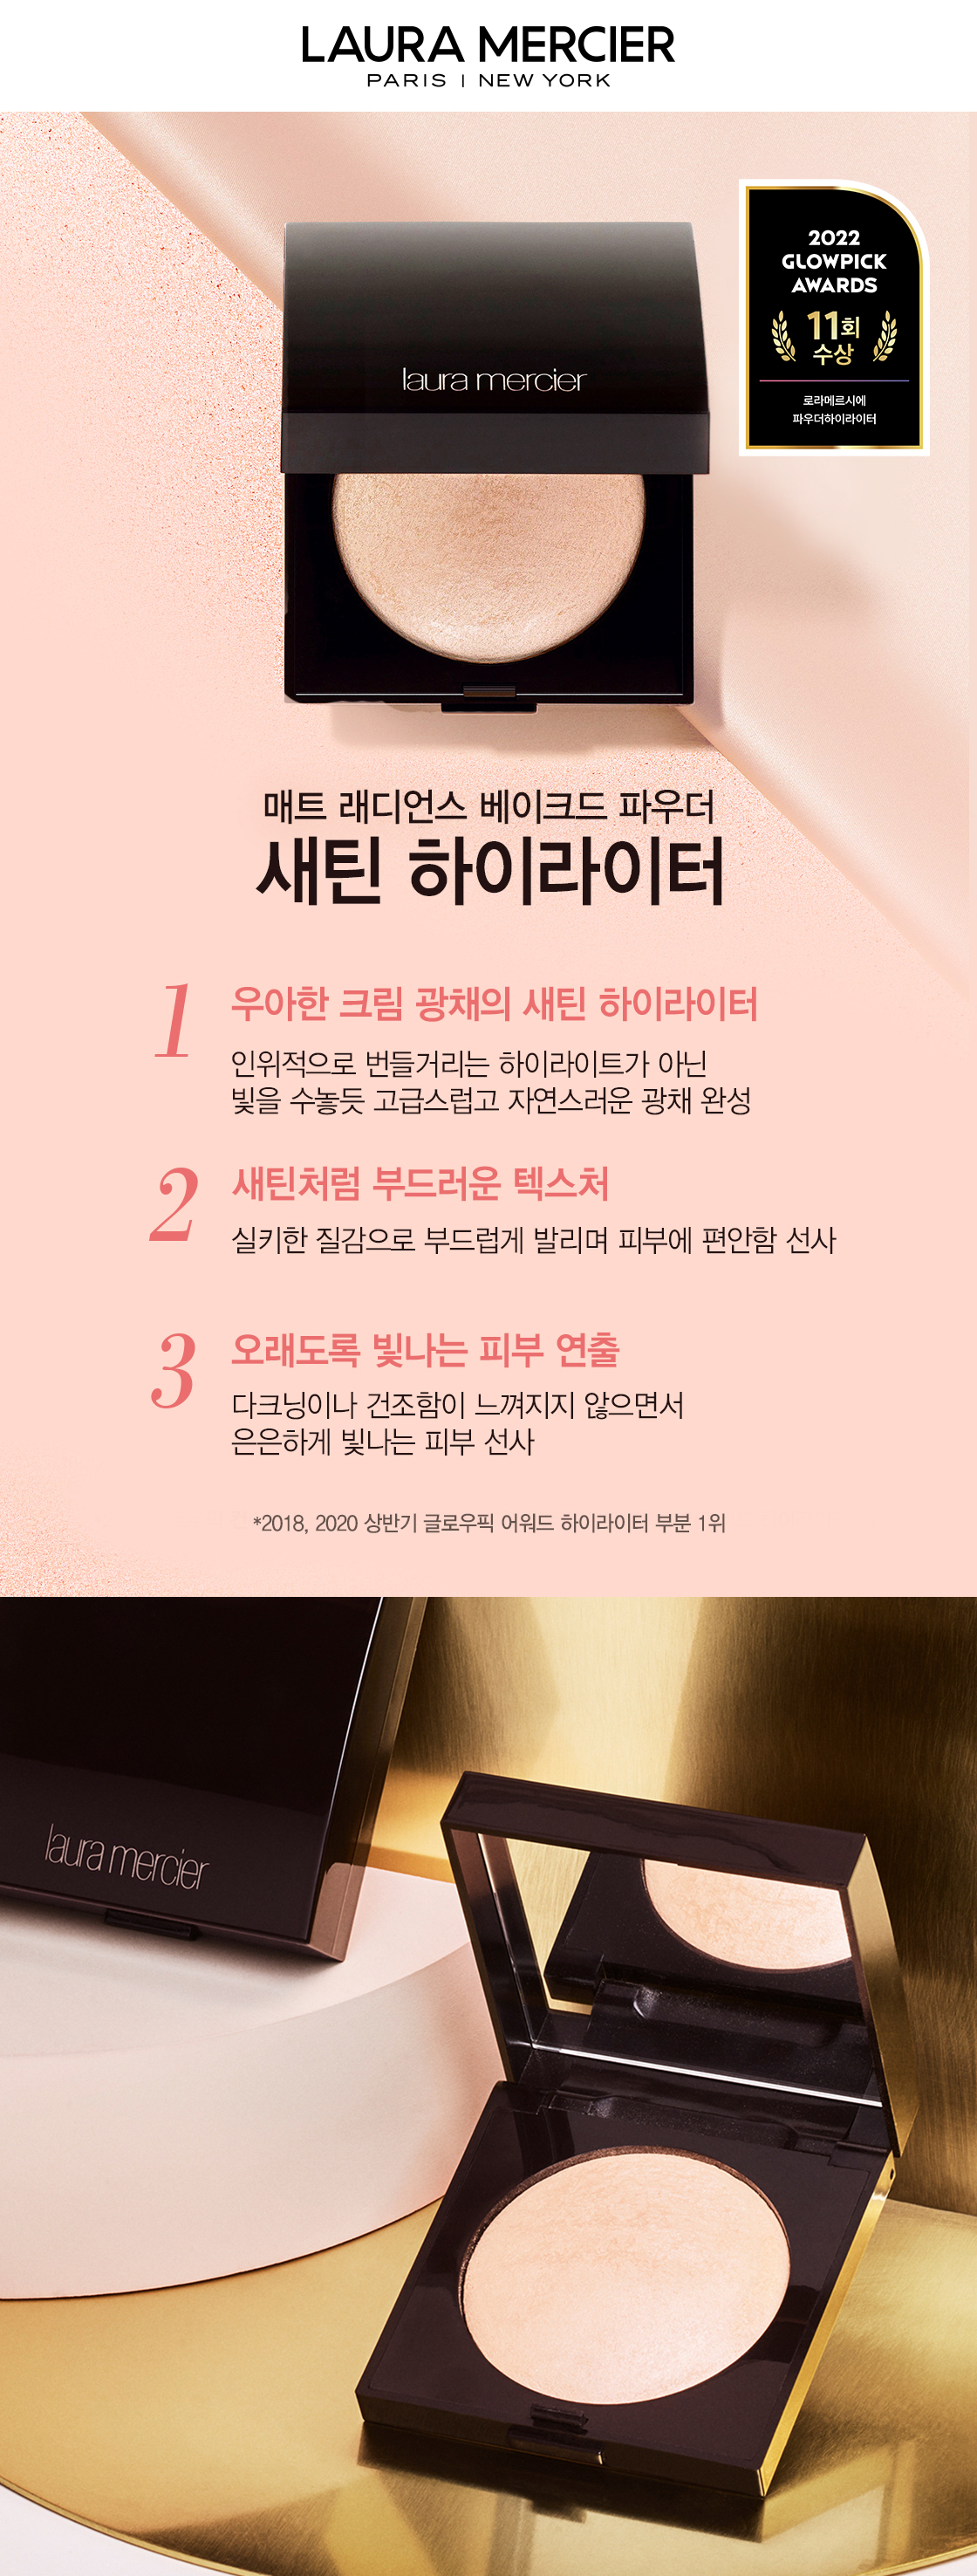 LAURA MERCIER
PARIS | NEW YORK
2022
GLOWPICK
AWARDS
11회
수상
로라메르시에
파우더하이라이터
laura mercier
매트 래디언스 베이크드 파우더
새틴 하이라이터
1
우아한 크림 광채의 새틴 하이라이터
인위적으로 번들거리는 하이라이트가 아닌
빛을 수놓듯 고급스럽고 자연스러운 광채 완성
2
새틴처럼 부드러운 텍스처
실키한 질감으로 부드럽게 발리며 피부에 편안함 선사
3
오래도록 빛나는 피부 연출
다크닝이나 건조함이 느껴지지 않으면서
은은하게 빛나는 피부 선사
*2018, 2020 상반기 글로우픽 어워드 하이라이터 부분 1위
laura mercier